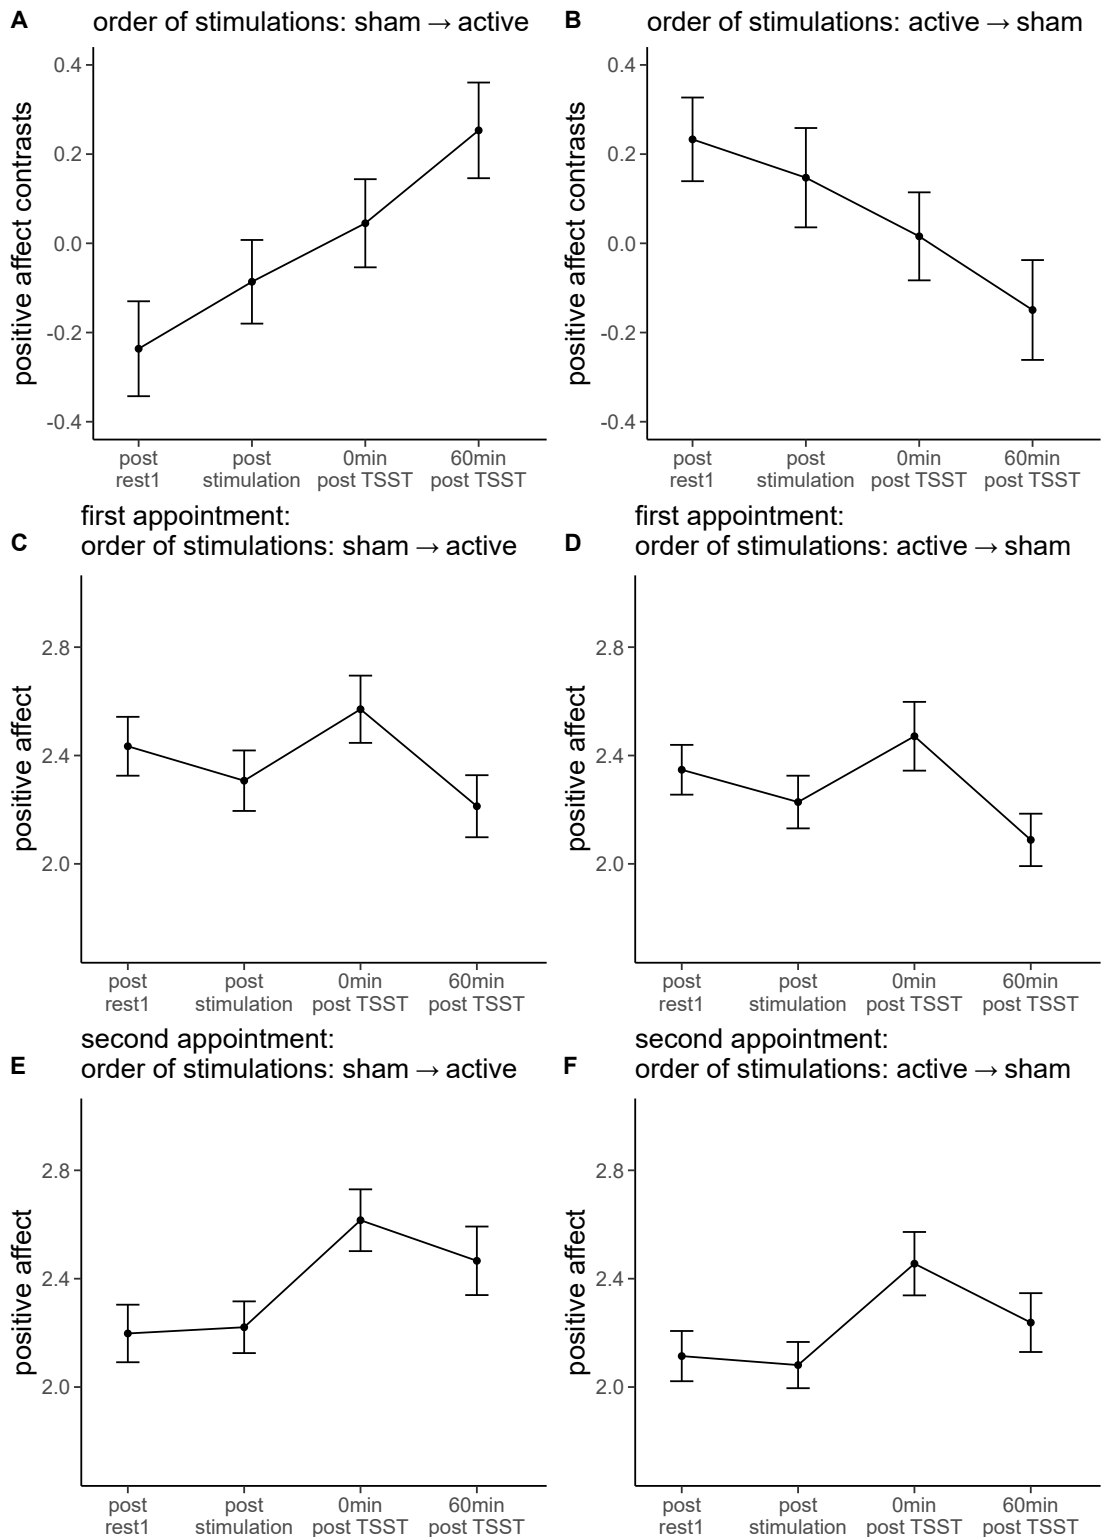 A
order of stimulations: sham → active
positive affect contrasts
0.4
0.2
0.0
-0.2
-0.4
post rest1
post stimulation
0min post TSST
60min post TSST
B
order of stimulations: active → sham
positive affect contrasts
0.4
0.2
0.0
-0.2
-0.4
post rest1
post stimulation
0min post TSST
60min post TSST
C
first appointment:
order of stimulations: sham → active
positive affect
2.8
2.4
2.0
post rest1
post stimulation
0min post TSST
60min post TSST
D
first appointment:
order of stimulations: active → sham
positive affect
2.8
2.4
2.0
post rest1
post stimulation
0min post TSST
60min post TSST
E
second appointment:
order of stimulations: sham → active
positive affect
2.8
2.4
2.0
post rest1
post stimulation
0min post TSST
60min post TSST
F
second appointment:
order of stimulations: active → sham
positive affect
2.8
2.4
2.0
post rest1
post stimulation
0min post TSST
60min post TSST